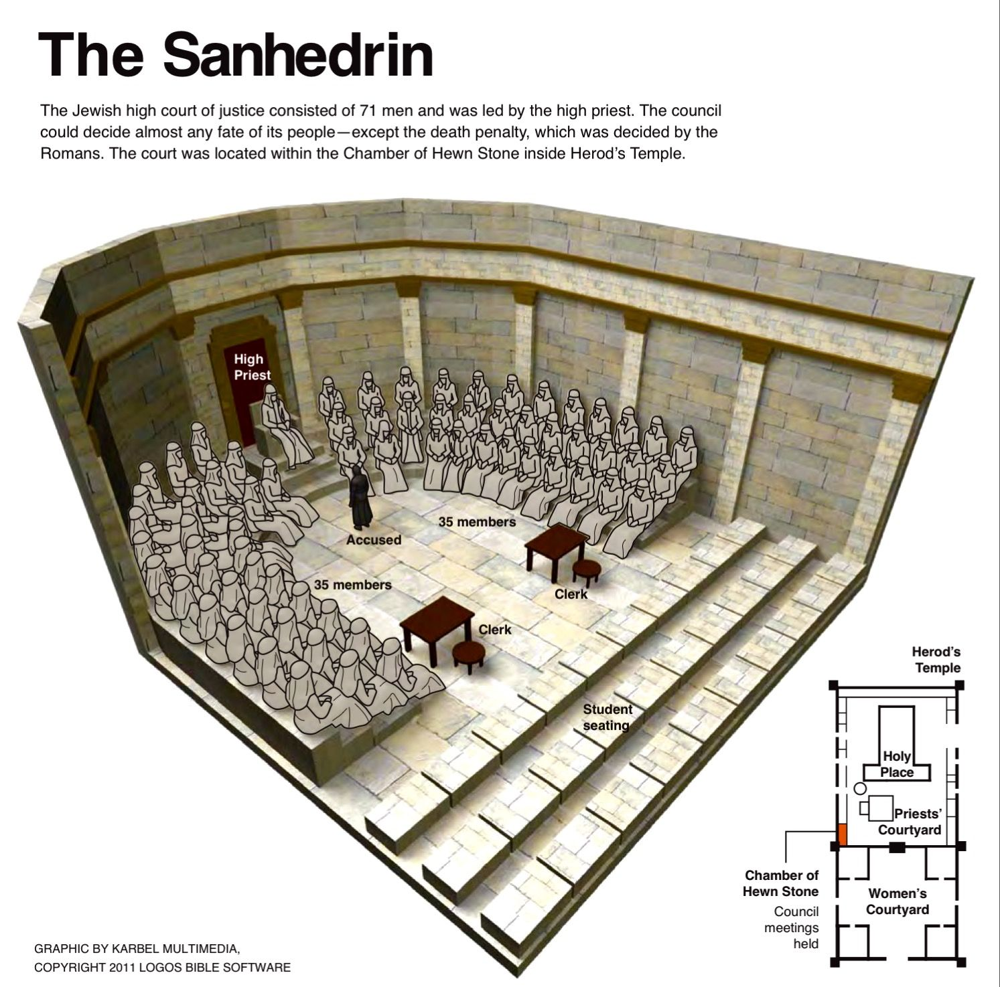 The Sanhedrin
The Jewish high court of justice consisted of 71 men and was led by the high priest. The council
could decide almost any fate of its people—except the death penalty, which was decided by the
Romans. The court was located within the Chamber of Hewn Stone inside Herod’s Temple.
High
Priest
Accused
35 members
35 members
Clerk
Clerk
Student
seating
Herod’s
Temple
Holy
Place
Priests’
Courtyard
Chamber of
Hewn Stone
Council
meetings
held
Women’s
Courtyard
GRAPHIC BY KARBEL MULTIMEDIA,
COPYRIGHT 2011 LOGOS BIBLE SOFTWARE